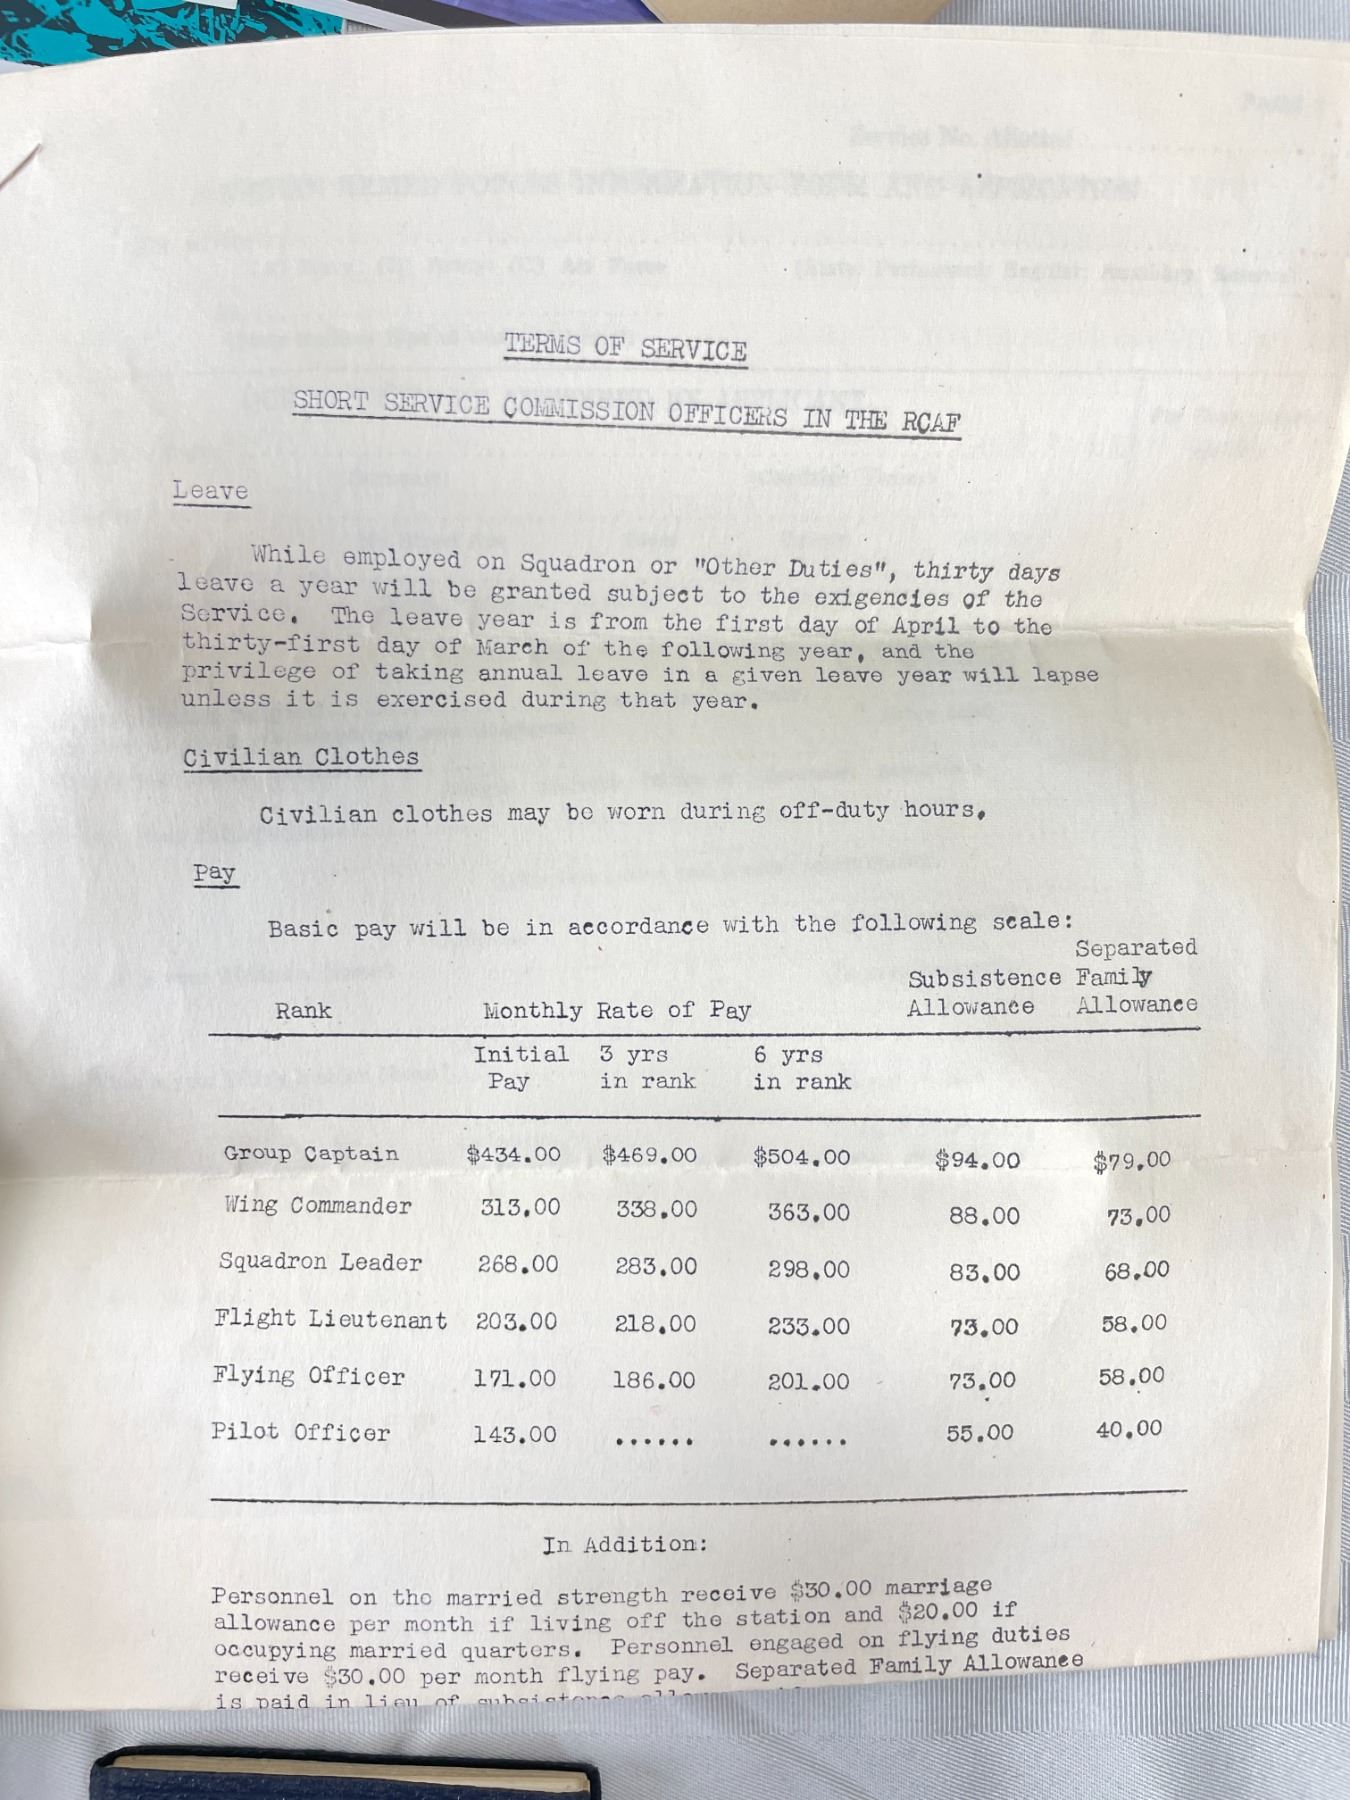 TERMS OF SERVICE
SHORT SERVICE COMMISSION OFFICERS IN THE RCAF
Leave
While employed on Squadron or "Other Duties", thirty days
leave a year will be granted subject to the exigencies of the
Service. The leave year is from the first day of April to the
thirty-first day of March of the following year, and the
privilege of taking annual leave in a given leave year will lapse
unless it is exercised during that year.
Civilian Clothes
Civilian clothes may be worn during off-duty hours.
Pay
Basic pay will be in accordance with the following scale:
Separated
Subsistence Family
Rank Monthly Rate of Pay Allowance Allowance
Initial 3 yrs 6 yrs
Pay in rank in rank
Group Captain $434.00 $469.00 $504.00 $94.00 $79.00
Wing Commander 313.00 338.00 363.00 88.00 73.00
Squadron Leader 268.00 283.00 298.00 83.00 68.00
Flight Lieutenant 203.00 218.00 233.00 73.00 58.00
Flying Officer 171.00 186.00 201.00 73.00 58.00
Pilot Officer 143.00 ...... ...... 55.00 40.00
In Addition:
Personnel on the married strength receive $30.00 marriage
allowance per month if living off the station and $20.00 if
occupying married quarters. Personnel engaged on flying duties
receive $30.00 per month flying pay. Separated Family Allowance
is paid in lieu of subsistence